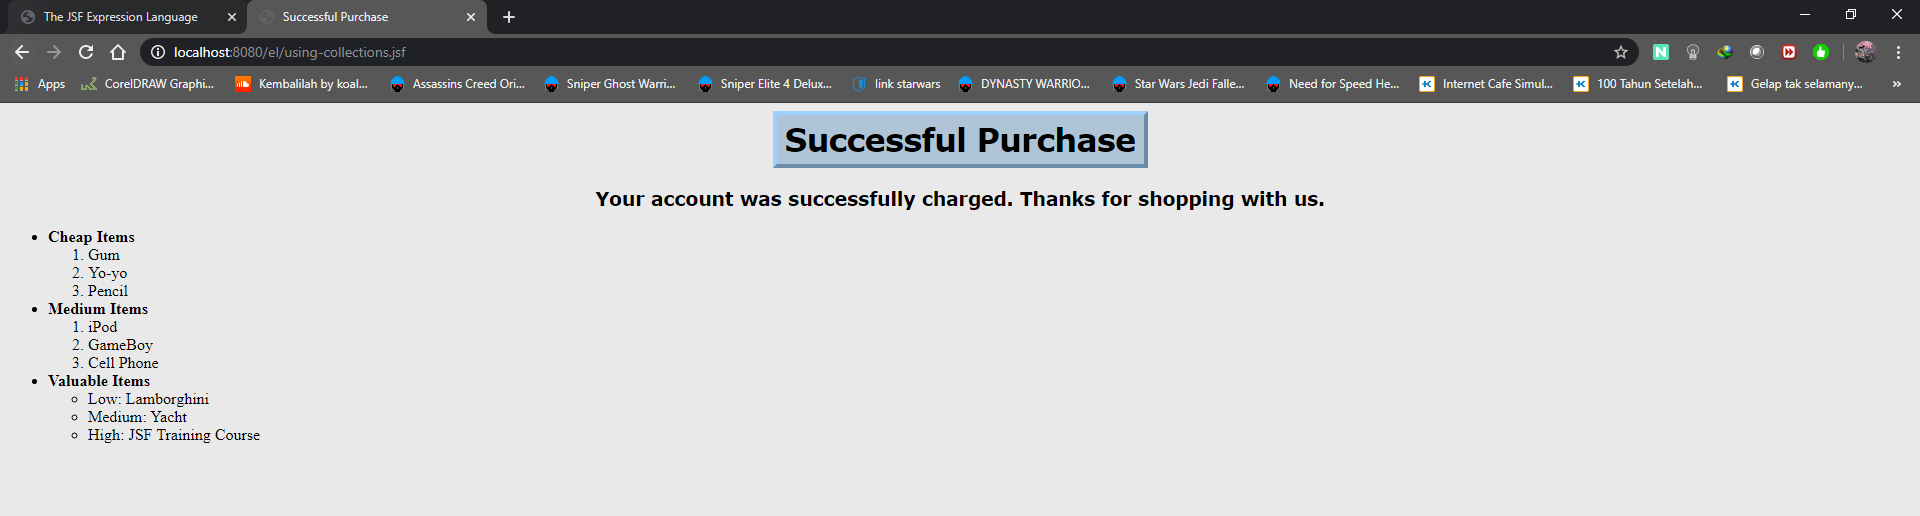 The JSF Expression Language
Successful Purchase
localhost:8080/el/using-collections.jsf
Apps
CorelDRAW Graphi...
Kembalilah by koal...
Assassins Creed Ori...
Sniper Ghost Warri...
Sniper Elite 4 Delux...
link starwars
DYNASTY WARRIO...
Star Wars Jedi Falle...
Need for Speed He...
Internet Cafe Simul...
100 Tahun Setelah...
Gelap tak selamany...
Successful Purchase
Your account was successfully charged. Thanks for shopping with us.
• Cheap Items
1. Gum
2. Yo-yo
3. Pencil
• Medium Items
1. iPod
2. GameBoy
3. Cell Phone
• Valuable Items
○ Low: Lamborghini
○ Medium: Yacht
○ High: JSF Training Course